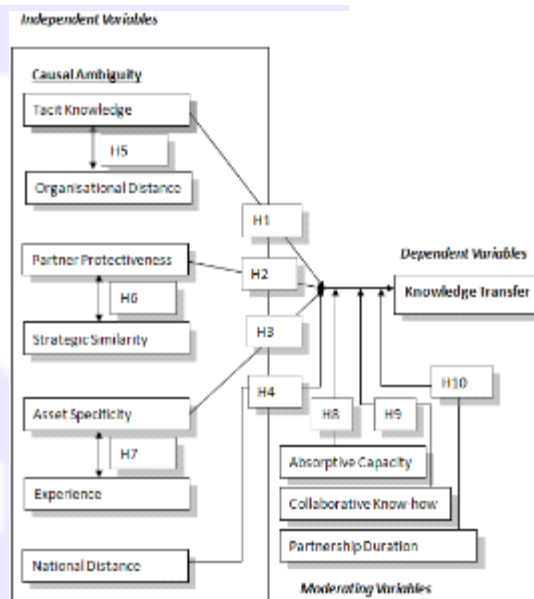 Independent Variables
Causal Ambiguity
Tacit Knowledge
H5
Organisational Distance
H1
Partner Protectiveness
H2
H6
Strategic Similarity
H3
Dependent Variables
Knowledge Transfer
H4
Asset Specificity
H7
Experience
National Distance
H8
H9
H10
Absorptive Capacity
Collaborative Know-how
Partnership Duration
Moderating Variables